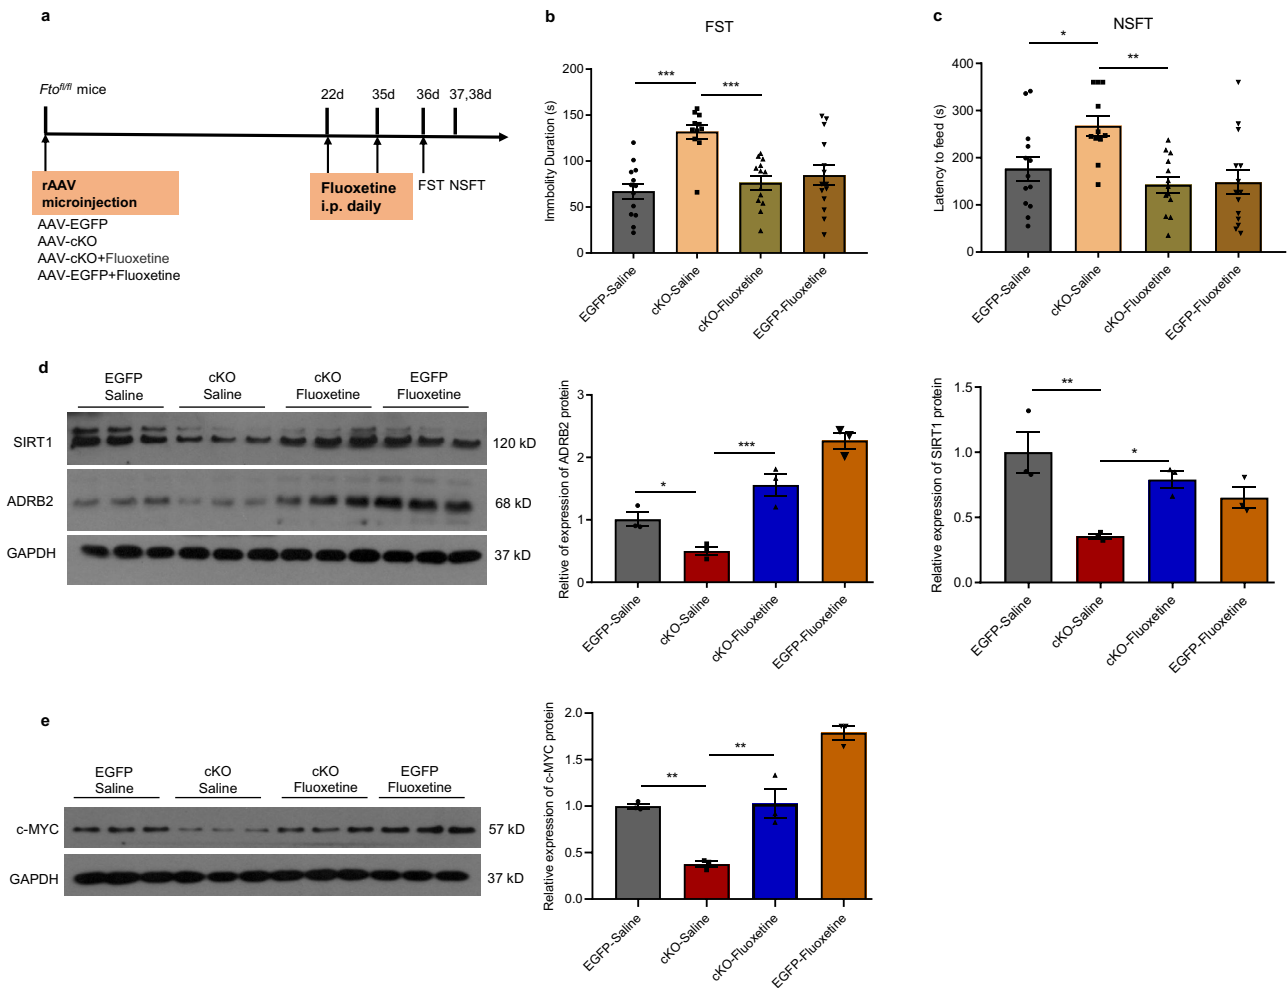 a
Fto^fl/fl mice
22d
35d
36d
37,38d
rAAV
microinjection
Fluoxetine
i.p. daily
FST NSFT
AAV-EGFP
AAV-cKO
AAV-cKO+Fluoxetine
AAV-EGFP+Fluoxetine
b
FST
Immbolity Duration (s)
200
150
100
50
0
***
***
EGFP-Saline
cKO-Saline
cKO-Fluoxetine
EGFP-Fluoxetine
c
NSFT
Latency to feed (s)
400
300
200
100
0
*
**
EGFP-Saline
cKO-Saline
cKO-Fluoxetine
EGFP-Fluoxetine
d
EGFP
Saline
cKO
Saline
cKO
Fluoxetine
EGFP
Fluoxetine
SIRT1
120 kD
ADRB2
68 kD
GAPDH
37 kD
Reltive of expression of ADRB2 protein
3
2
1
0
*
***
EGFP-Saline
cKO-Saline
cKO-Fluoxetine
EGFP-Fluoxetine
Relative expression of SIRT1 protein
1.5
1.0
0.5
0.0
**
*
EGFP-Saline
cKO-Saline
cKO-Fluoxetine
EGFP-Fluoxetine
e
EGFP
Saline
cKO
Saline
cKO
Fluoxetine
EGFP
Fluoxetine
c-MYC
57 kD
GAPDH
37 kD
Relative expression of c-MYC protein
2.0
1.5
1.0
0.5
0.0
**
**
EGFP-Saline
cKO-Saline
cKO-Fluoxetine
EGFP-Fluoxetine